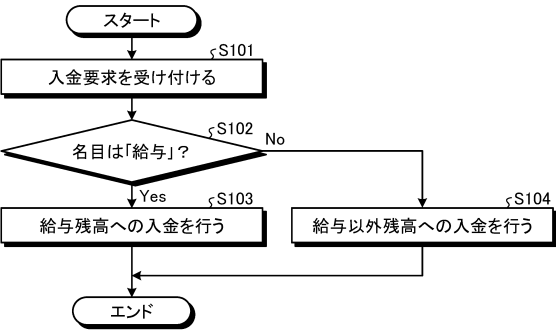 スタート
S101
入金要求を受け付ける
S102
名目は「給与」？
No
Yes
S103
給与残高への入金を行う
S104
給与以外残高への入金を行う
エンド